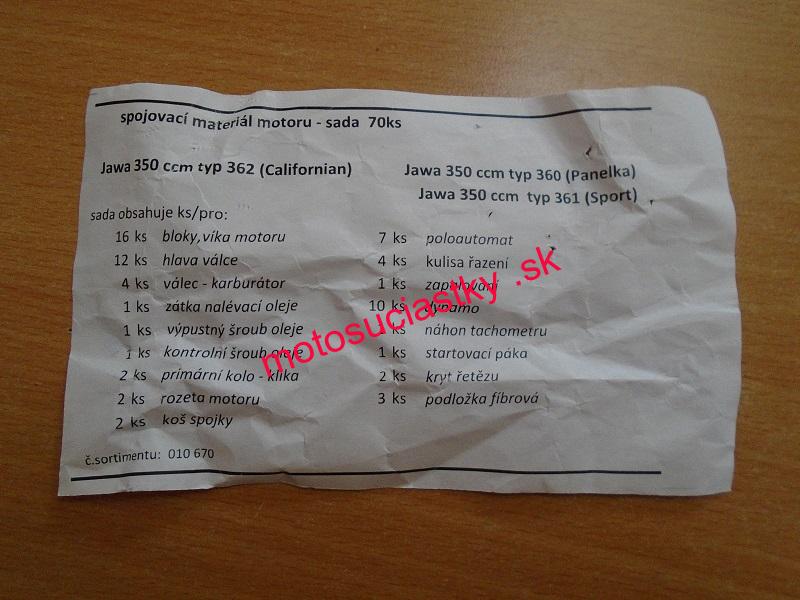 spojovací materiál motoru - sada 70ks
Jawa 350 ccm typ 362 (Californian)
Jawa 350 ccm typ 360 (Panelka)
Jawa 350 ccm typ 361 (Sport)
sada obsahuje ks/pro:
16 ks bloky,víka motoru
12 ks hlava válce
4 ks válec - karburátor
1 ks zátka nalévací oleje
1 ks výpustný šroub oleje
1 ks kontrolní šroub oleje
2 ks primární kolo - klika
2 ks rozeta motoru
2 ks koš spojky
7 ks poloautomat
4 ks kulisa řazení
1 ks zapalování
10 ks dynamo
ks náhon tachometru
1 ks startovací páka
2 ks kryt řetězu
3 ks podložka fíbrová
č.sortimentu: 010 670
motosuciastky .sk